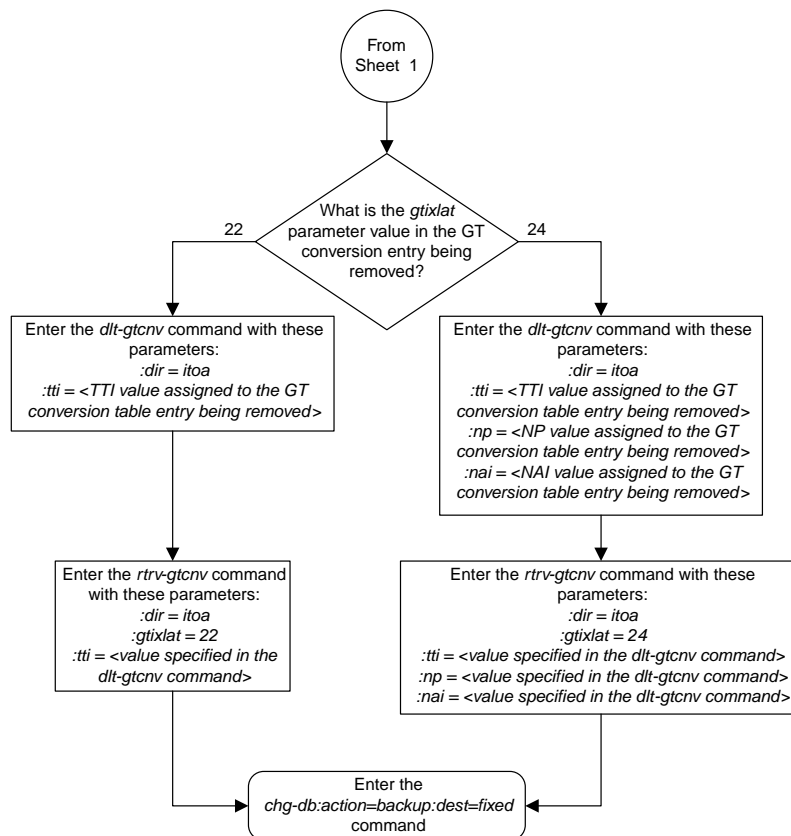 From
Sheet 1
What is the gtixlat
parameter value in the GT
conversion entry being
removed?
22
24
Enter the dlt-gtcnv command with these
parameters:
:dir = itoa
:tti = <TTI value assigned to the GT
conversion table entry being removed>
Enter the dlt-gtcnv command with these
parameters:
:dir = itoa
:tti = <TTI value assigned to the GT
conversion table entry being removed>
:np = <NP value assigned to the GT
conversion table entry being removed>
:nai = <NAI value assigned to the GT
conversion table entry being removed>
Enter the rtrv-gtcnv command
with these parameters:
:dir = itoa
:gtixlat = 22
:tti = <value specified in the
dlt-gtcnv command>
Enter the rtrv-gtcnv command with these
parameters:
:dir = itoa
:gtixlat = 24
:tti = <value specified in the dlt-gtcnv command>
:np = <value specified in the dlt-gtcnv command>
:nai = <value specified in the dlt-gtcnv command>
Enter the
chg-db:action=backup:dest=fixed
command